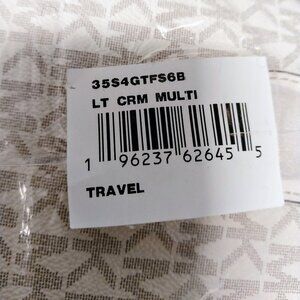 35S4GTFS6B
LT CRM MULTI
1 96237 62645 5
TRAVEL